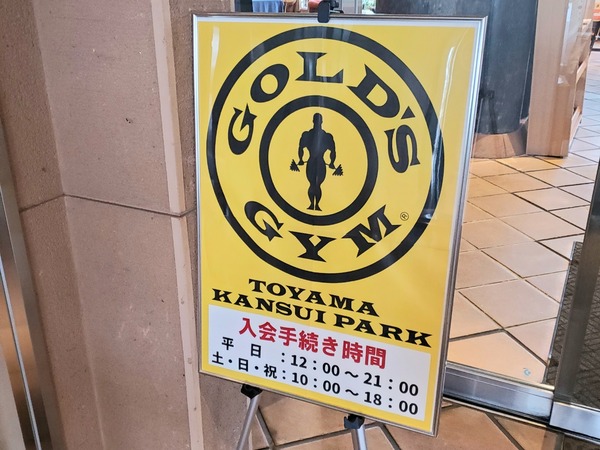 GOLD'S
GYM®
TOYAMA
KANSUI PARK
入会手続き時間
平　日　：12：00～21：00
土・日・祝：10：00～18：00